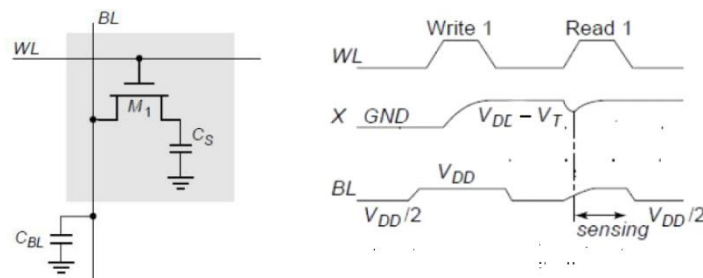 BL
WL
M1
CS
CBL
Write 1 Read 1
WL
X GND VDD − VT
BL VDD
VDD/2 VDD/2
sensing